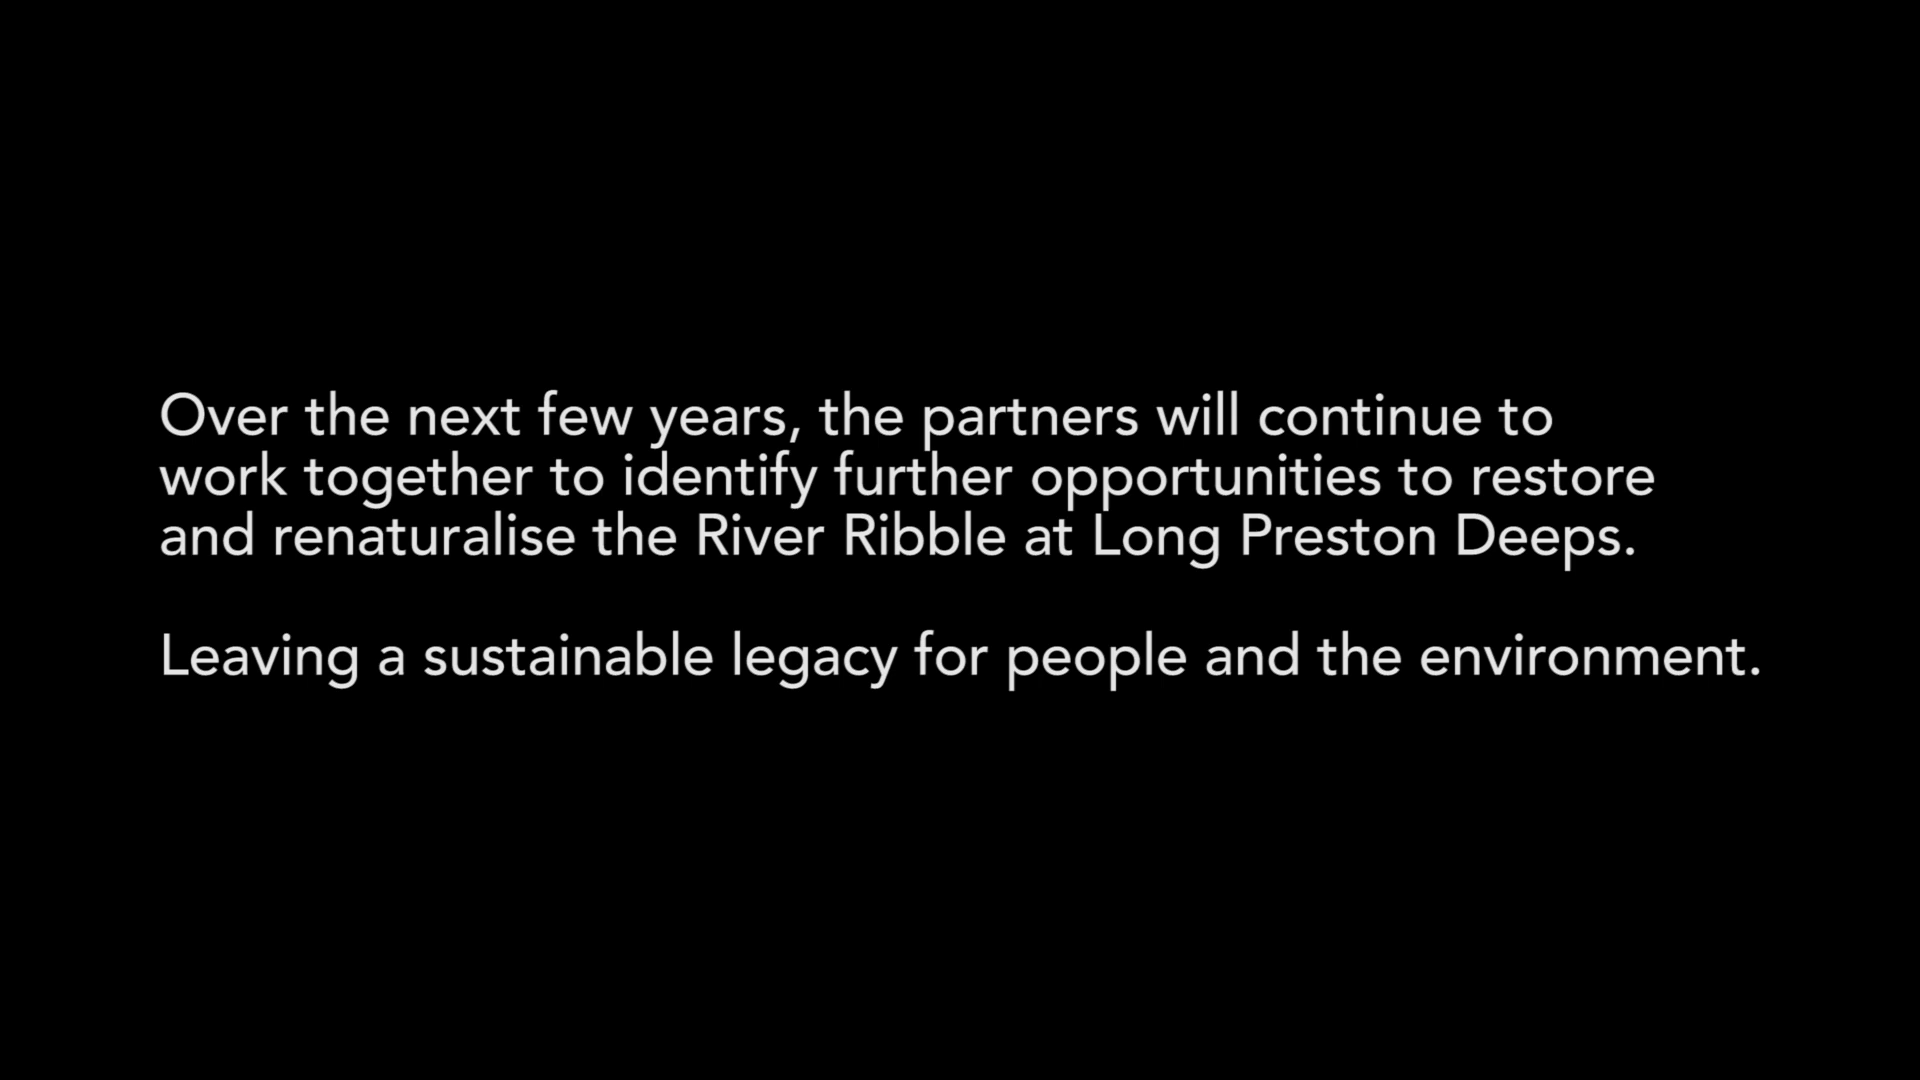 Over the next few years, the partners will continue to
work together to identify further opportunities to restore
and renaturalise the River Ribble at Long Preston Deeps.
Leaving a sustainable legacy for people and the environment.